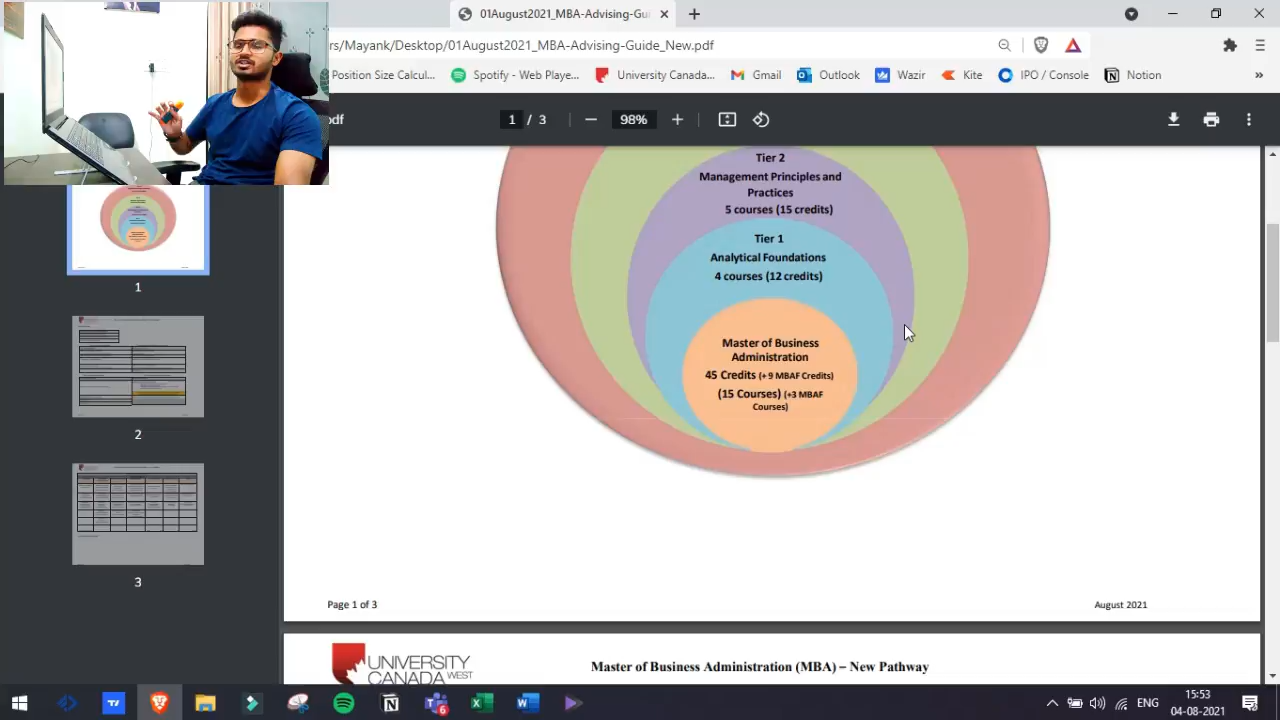 01August2021_MBA-Advising-Gui
rs/Mayank/Desktop/01August2021_MBA-Advising-Guide_New.pdf
Position Size Calcul...
Spotify - Web Playe...
University Canada...
Gmail
Outlook
Wazir
Kite
IPO / Console
Notion
»
pdf
1 / 3
98%
Tier 2
Management Principles and
Practices
5 courses (15 credits)
Tier 1
Analytical Foundations
4 courses (12 credits)
Master of Business
Administration
45 Credits (+ 9 MBAF Credits)
(15 Courses) (+3 MBAF
Courses)
1
2
3
Page 1 of 3
August 2021
UNIVERSITY
CANADA WEST
Master of Business Administration (MBA) – New Pathway
6
ENG
15:53
04-08-2021